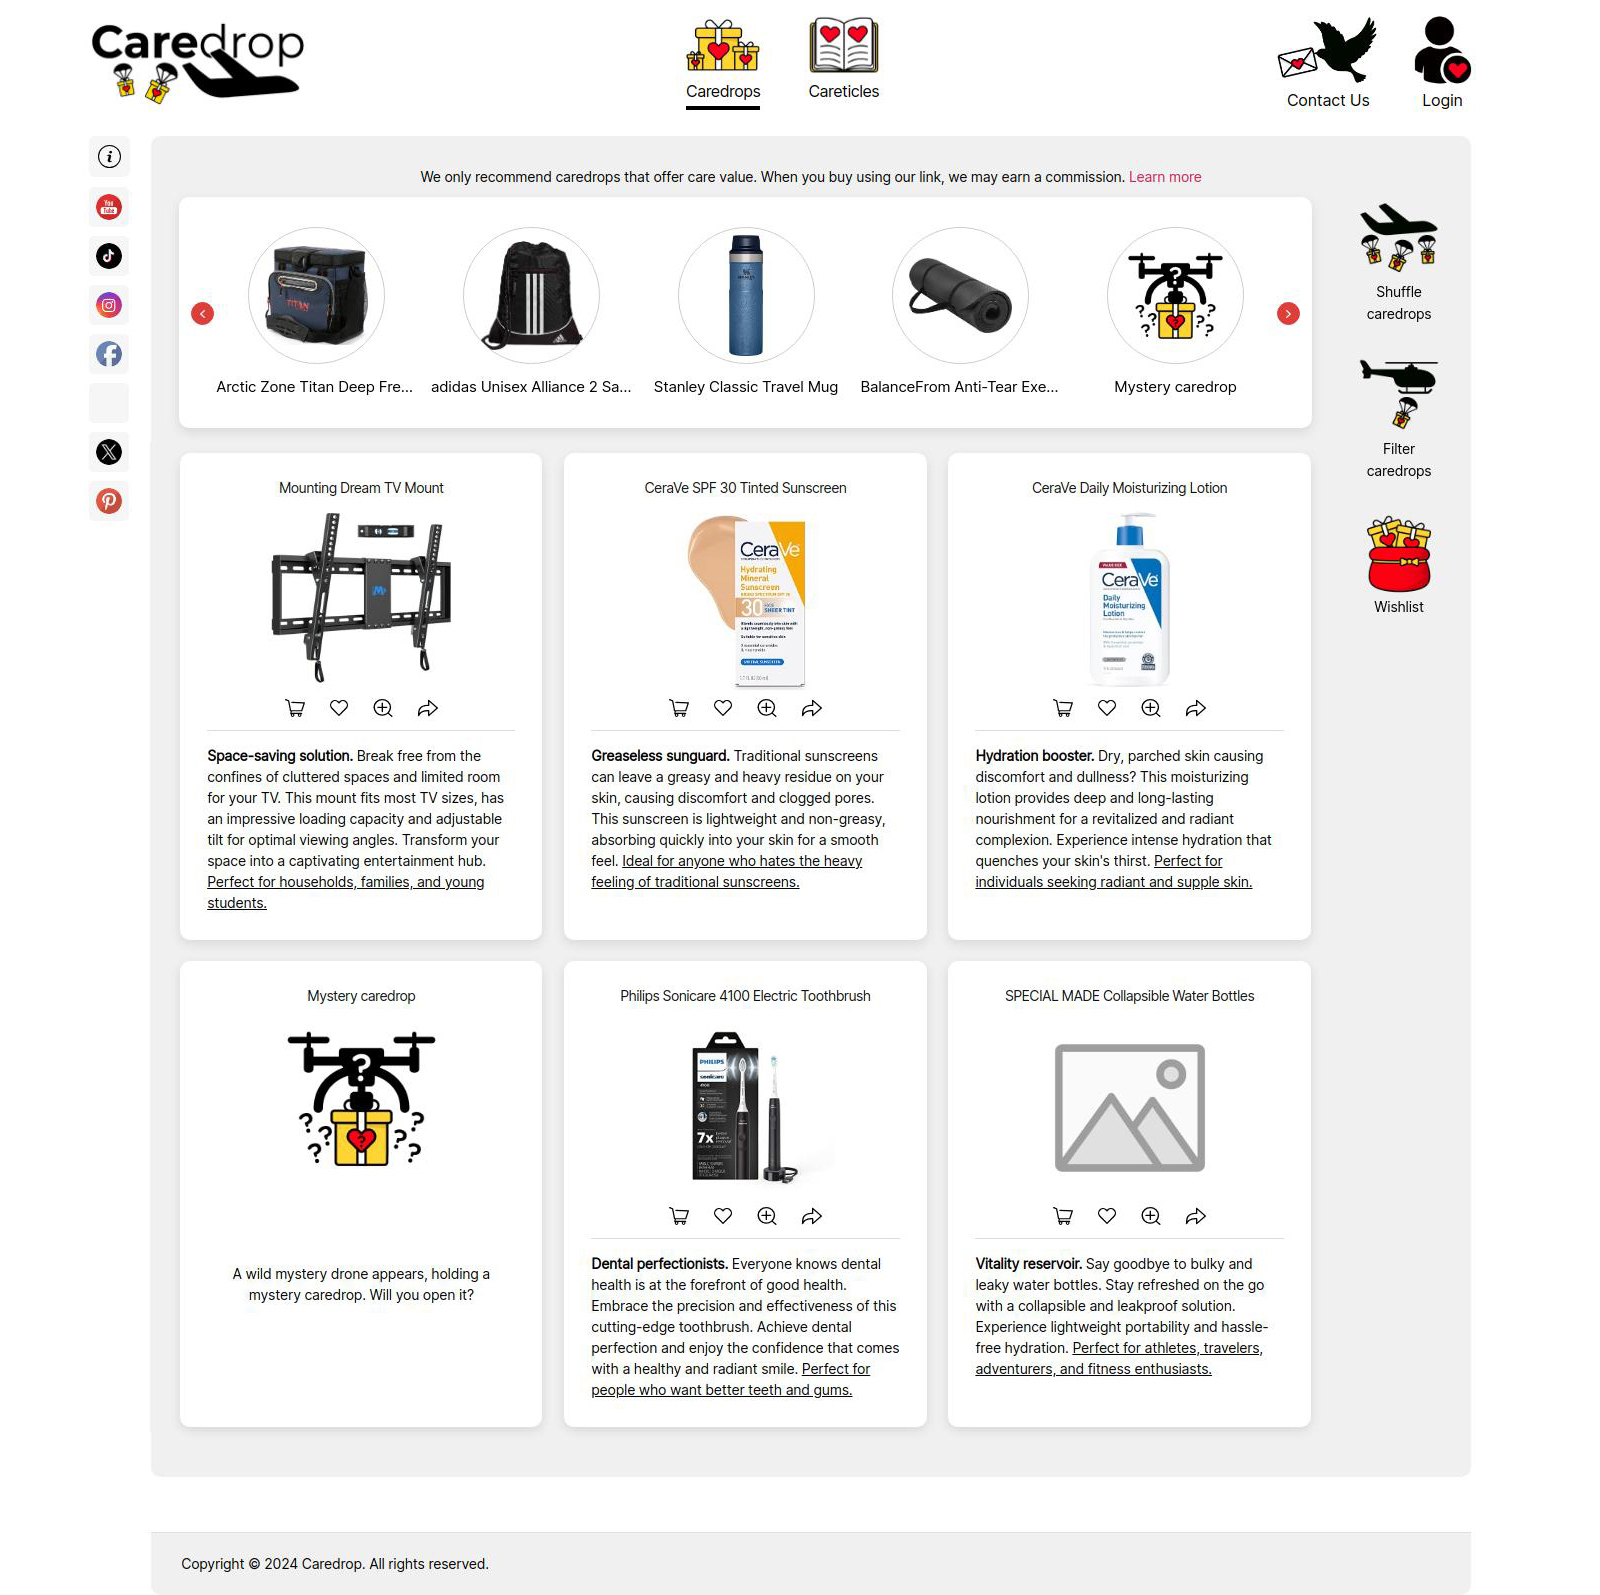 Caredrop
Caredrops
Careticles
Contact Us
Login
We only recommend caredrops that offer care value. When you buy using our link, we may earn a commission. Learn more
Arctic Zone Titan Deep Fre...
adidas Unisex Alliance 2 Sa...
Stanley Classic Travel Mug
BalanceFrom Anti-Tear Exe...
Mystery caredrop
Shuffle
caredrops
Filter
caredrops
Wishlist
Mounting Dream TV Mount
Space-saving solution. Break free from the
confines of cluttered spaces and limited room
for your TV. This mount fits most TV sizes, has
an impressive loading capacity and adjustable
tilt for optimal viewing angles. Transform your
space into a captivating entertainment hub.
Perfect for households, families, and young
students.
CeraVe SPF 30 Tinted Sunscreen
CeraVe
Hydrating
Mineral
Sunscreen
30
SHEER TINT
Greaseless sunguard. Traditional sunscreens
can leave a greasy and heavy residue on your
skin, causing discomfort and clogged pores.
This sunscreen is lightweight and non-greasy,
absorbing quickly into your skin for a smooth
feel. Ideal for anyone who hates the heavy
feeling of traditional sunscreens.
CeraVe Daily Moisturizing Lotion
CeraVe
Daily
Moisturizing
Lotion
Hydration booster. Dry, parched skin causing
discomfort and dullness? This moisturizing
lotion provides deep and long-lasting
nourishment for a revitalized and radiant
complexion. Experience intense hydration that
quenches your skin's thirst. Perfect for
individuals seeking radiant and supple skin.
Mystery caredrop
A wild mystery drone appears, holding a
mystery caredrop. Will you open it?
Philips Sonicare 4100 Electric Toothbrush
PHILIPS
sonicare
7x
Dental perfectionists. Everyone knows dental
health is at the forefront of good health.
Embrace the precision and effectiveness of this
cutting-edge toothbrush. Achieve dental
perfection and enjoy the confidence that comes
with a healthy and radiant smile. Perfect for
people who want better teeth and gums.
SPECIAL MADE Collapsible Water Bottles
Vitality reservoir. Say goodbye to bulky and
leaky water bottles. Stay refreshed on the go
with a collapsible and leakproof solution.
Experience lightweight portability and hassle-
free hydration. Perfect for athletes, travelers,
adventurers, and fitness enthusiasts.
Copyright © 2024 Caredrop. All rights reserved.